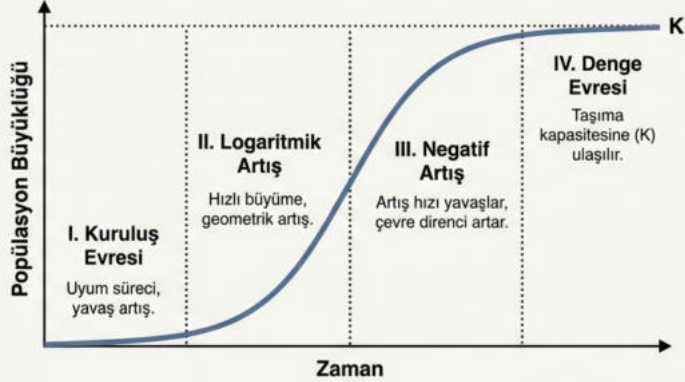 K
IV. Denge
Evresi
Taşıma
kapasitesine (K)
ulaşılır.
II. Logaritmik
Artış
Hızlı büyüme,
geometrik artış.
III. Negatif
Artış
Artış hızı yavaşlar,
çevre direnci artar.
I. Kuruluş
Evresi
Uyum süreci,
yavaş artış.
Popülasyon Büyüklüğü
Zaman